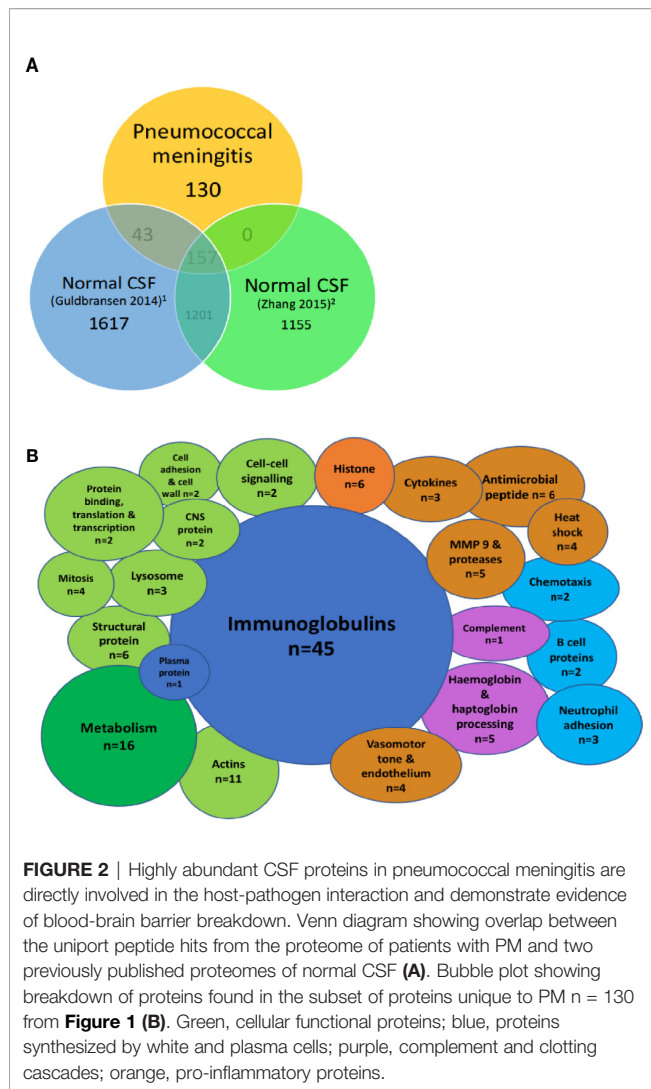 A
Pneumococcal
meningitis
130
43
0
157
Normal CSF
(Guldbransen 2014)1
1617
1201
Normal CSF
(Zhang 2015)2
1155
B
Cell
adhesion
& cell
wall n=2
Cell-cell
signalling
n=2
Histone
n=6
Cytokines
n=3
Antimicrobial
peptide n= 6
Protein binding,
translation &
transcription
n=2
CNS
protein
n=2
Heat
shock
n=4
MMP 9 &
proteases
n=5
Mitosis
n=4
Lysosome
n=3
Chemotaxis
n=2
Immunoglobulins
n=45
Structural
protein
n=6
Complement
n=1
B cell
proteins
n=2
Plasma
protein
n=1
Haemoglobin
&
haptoglobin
processing
n=5
Neutrophil
adhesion
n=3
Metabolism
n=16
Actins
n=11
Vasomotor
tone &
endothelium
n=4
FIGURE 2 | Highly abundant CSF proteins in pneumococcal meningitis are
directly involved in the host-pathogen interaction and demonstrate evidence
of blood-brain barrier breakdown. Venn diagram showing overlap between
the uniport peptide hits from the proteome of patients with PM and two
previously published proteomes of normal CSF (A). Bubble plot showing
breakdown of proteins found in the subset of proteins unique to PM n = 130
from Figure 1 (B). Green, cellular functional proteins; blue, proteins
synthesized by white and plasma cells; purple, complement and clotting
cascades; orange, pro-inflammatory proteins.